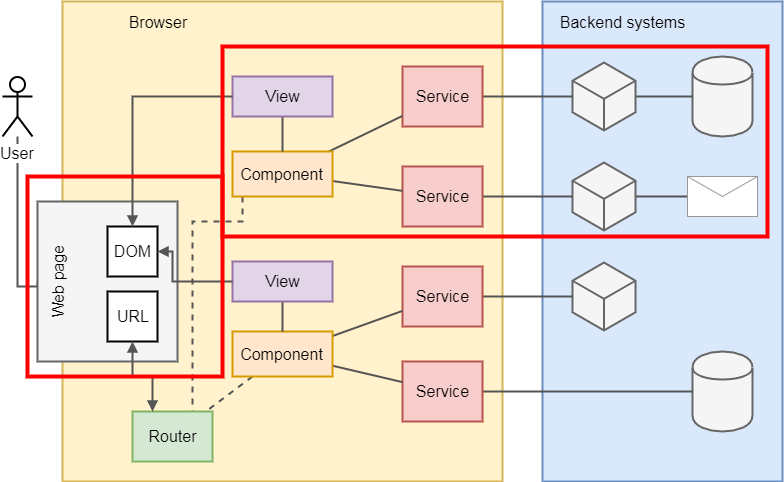 Browser
Backend systems
View
Service
User
Component
Service
Web page
DOM
URL
View
Service
Component
Service
Router